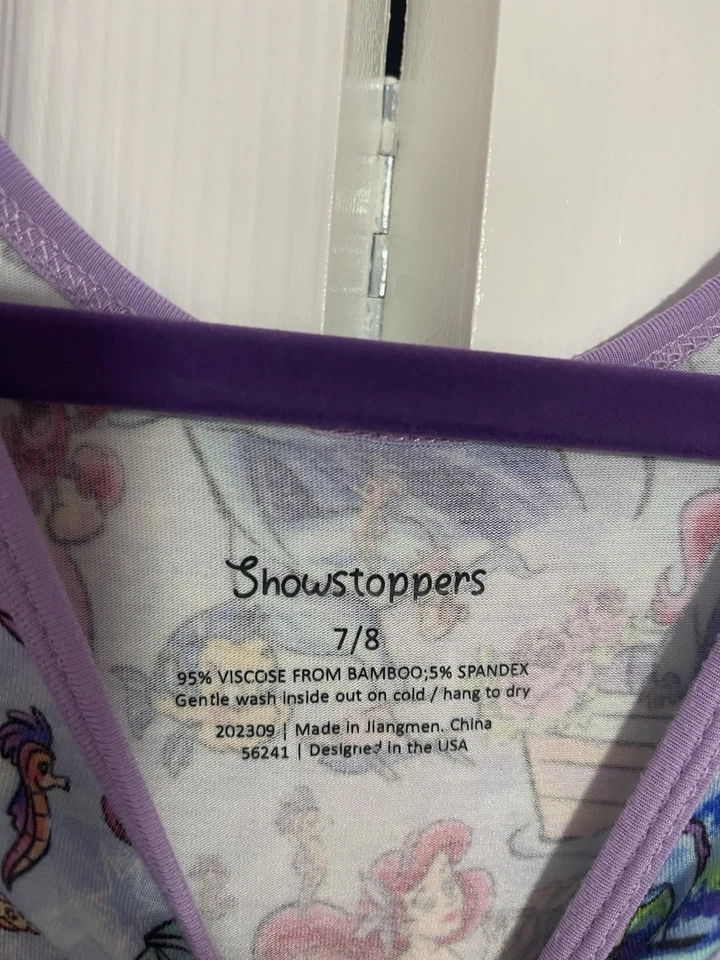 Showstoppers
7/8
95% VISCOSE FROM BAMBOO;5% SPANDEX
Gentle wash inside out on cold / hang to dry
202309 | Made in Jiangmen. China
56241 | Designed in the USA